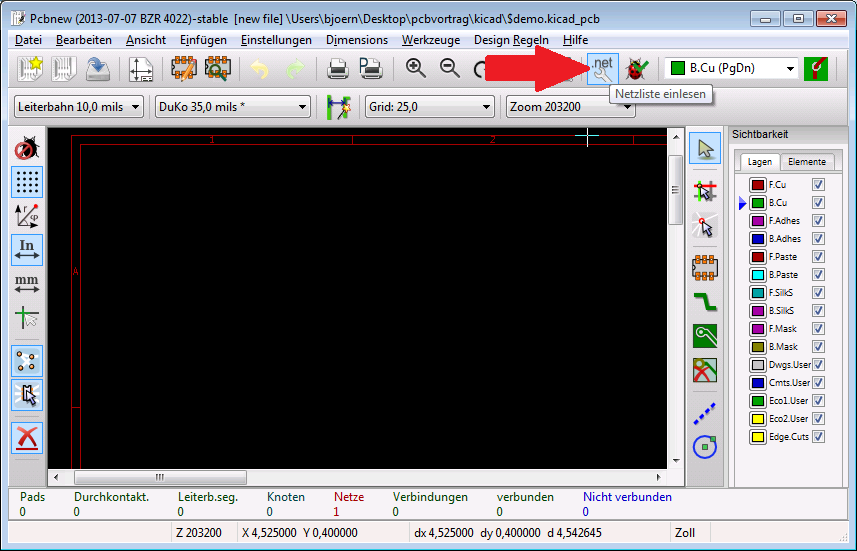 Pcbnew (2013-07-07 BZR 4022)-stable [new file] \Users\bjoern\Desktop\pcbvortrag\kicad\$demo.kicad_pcb
Datei Bearbeiten Ansicht Einfügen Einstellungen Dimensions Werkzeuge Design Regeln Hilfe
.net B.Cu (PgDn)
Netzliste einlesen
Leiterbahn 10,0 mils DuKo 35,0 mils * Grid: 25,0 Zoom 203200
1 2
A
r φ
In
mm
Sichtbarkeit
Lagen Elemente
F.Cu
B.Cu
F.Adhes
B.Adhes
F.Paste
B.Paste
F.SilkS
B.SilkS
F.Mask
B.Mask
Dwgs.User
Cmts.User
Eco1.User
Eco2.User
Edge.Cuts
Pads Durchkontakt. Leiterb.seg. Knoten Netze Verbindungen verbunden Nicht verbunden
0 0 0 0 1 0 0 0
Z 203200 X 4,525000 Y 0,400000 dx 4,525000 dy 0,400000 d 4,542645 Zoll